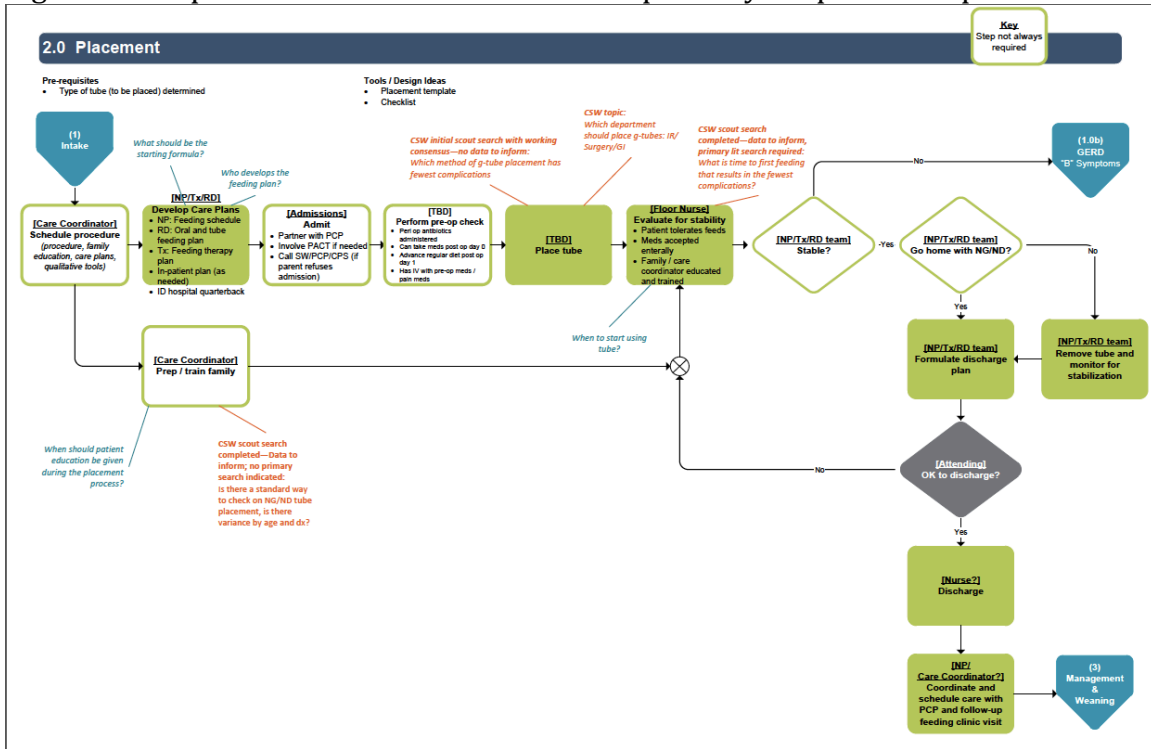 Key
Step not always
required
2.0 Placement
Pre-requisites
• Type of tube (to be placed) determined
Tools / Design Ideas
• Placement template
• Checklist
(1)
Intake
What should be the
starting formula?
Who develops the
feeding plan?
CSW initial scout search with working
consensus—no data to inform:
Which method of g-tube placement has
fewest complications
CSW topic:
Which department
should place g-tubes: IR/
Surgery/GI
CSW scout search
completed—data to inform,
primary lit search required:
What is time to first feeding
that results in the fewest
complications?
No
(1.0b)
GERD
"B" Symptoms
[Care Coordinator]
Schedule procedure
(procedure, family
education, care plans,
qualitative tools)
[NP/Tx/RD]
Develop Care Plans
• NP: Feeding schedule
• RD: Oral and tube
feeding plan
• Tx: Feeding therapy
plan
• In-patient plan (as
needed)
• ID hospital quarterback
[Admissions]
Admit
• Partner with PCP
• Involve PACT if needed
• Call SW/PCP/CPS (if
parent refuses
admission)
[TBD]
Perform pre-op check
• Peri op antibiotics
administered
• Can take meds post op day 0
• Advance regular diet post op
day 1
• Has IV with pre-op meds /
pain meds
[TBD]
Place tube
[Floor Nurse]
Evaluate for stability
• Patient tolerates feeds
• Meds accepted
enterally
• Family / care
coordinator educated
and trained
[NP/Tx/RD team]
Stable?
-Yes
[NP/Tx/RD team]
Go home with NG/ND?
No
Yes
When to start using
tube?
[Care Coordinator]
Prep / train family
[NP/Tx/RD team]
Formulate discharge
plan
[NP/Tx/RD team]
Remove tube and
monitor for
stabilization
When should patient
education be given
during the placement
process?
CSW scout search
completed—Data to
inform; no primary
search indicated:
Is there a standard way
to check on NG/ND tube
placement, is there
variance by age and dx?
No
[Attending]
OK to discharge?
Yes
[Nurse?]
Discharge
[NP/
Care Coordinator?]
Coordinate and
schedule care with
PCP and follow-up
feeding clinic visit
(3)
Management
&
Weaning